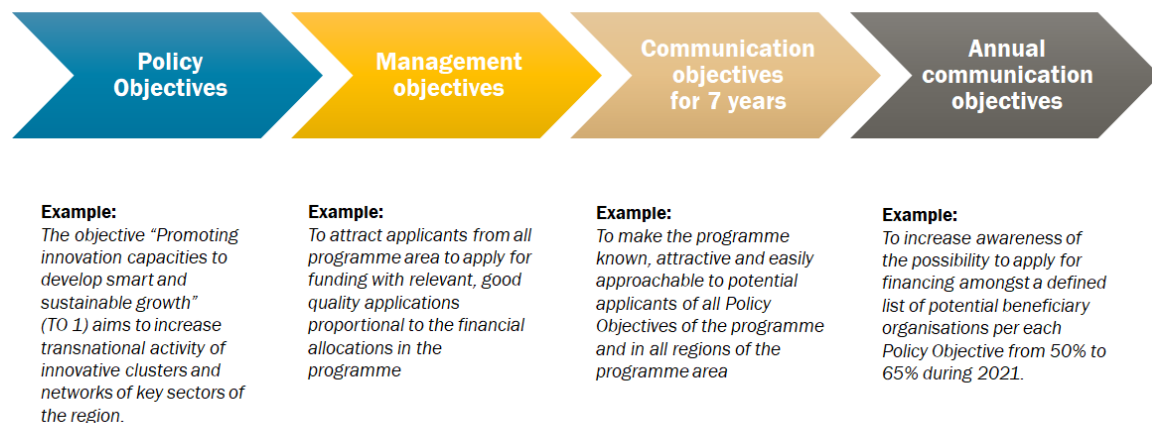 Policy
Objectives
Management
objectives
Communication
objectives
for 7 years
Annual
communication
objectives
Example:
The objective “Promoting
innovation capacities to
develop smart and
sustainable growth”
(TO 1) aims to increase
transnational activity of
innovative clusters and
networks of key sectors of
the region.
Example:
To attract applicants from all
programme area to apply for
funding with relevant, good
quality applications
proportional to the financial
allocations in the
programme
Example:
To make the programme
known, attractive and easily
approachable to potential
applicants of all Policy
Objectives of the programme
and in all regions of the
programme area
Example:
To increase awareness of
the possibility to apply for
financing amongst a defined
list of potential beneficiary
organisations per each
Policy Objective from 50% to
65% during 2021.